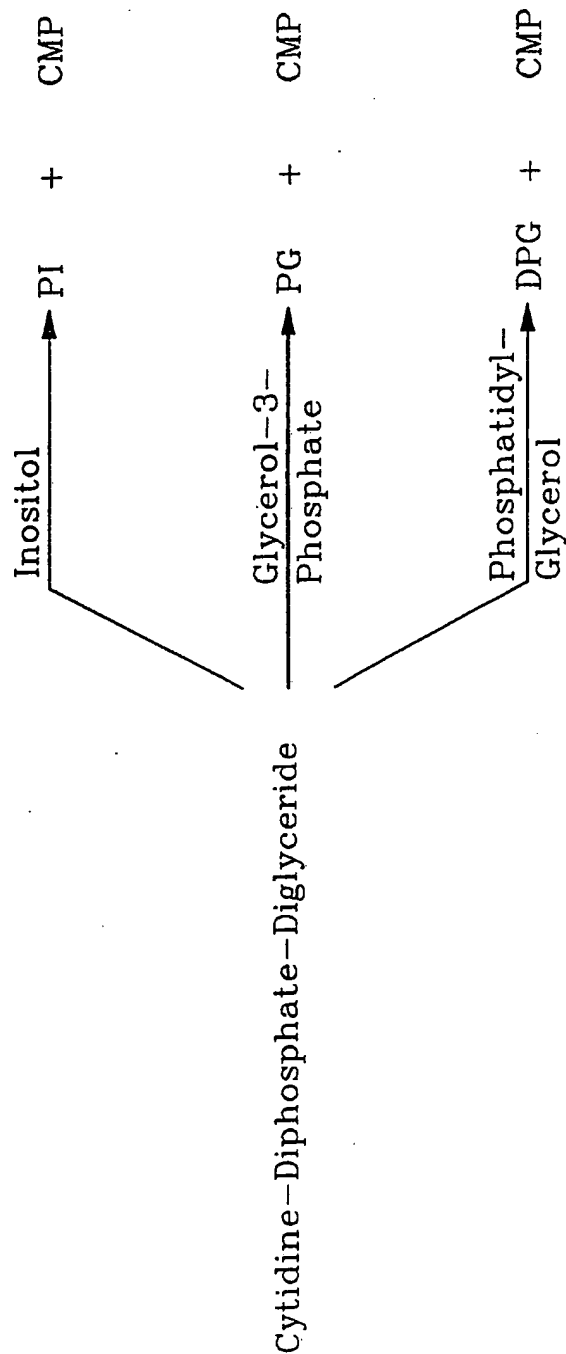 Cytidine-Diphosphate-Diglyceride
Inositol
PI + CMP
Glycerol-3-
Phosphate
PG + CMP
Phosphatidyl-
Glycerol
DPG + CMP